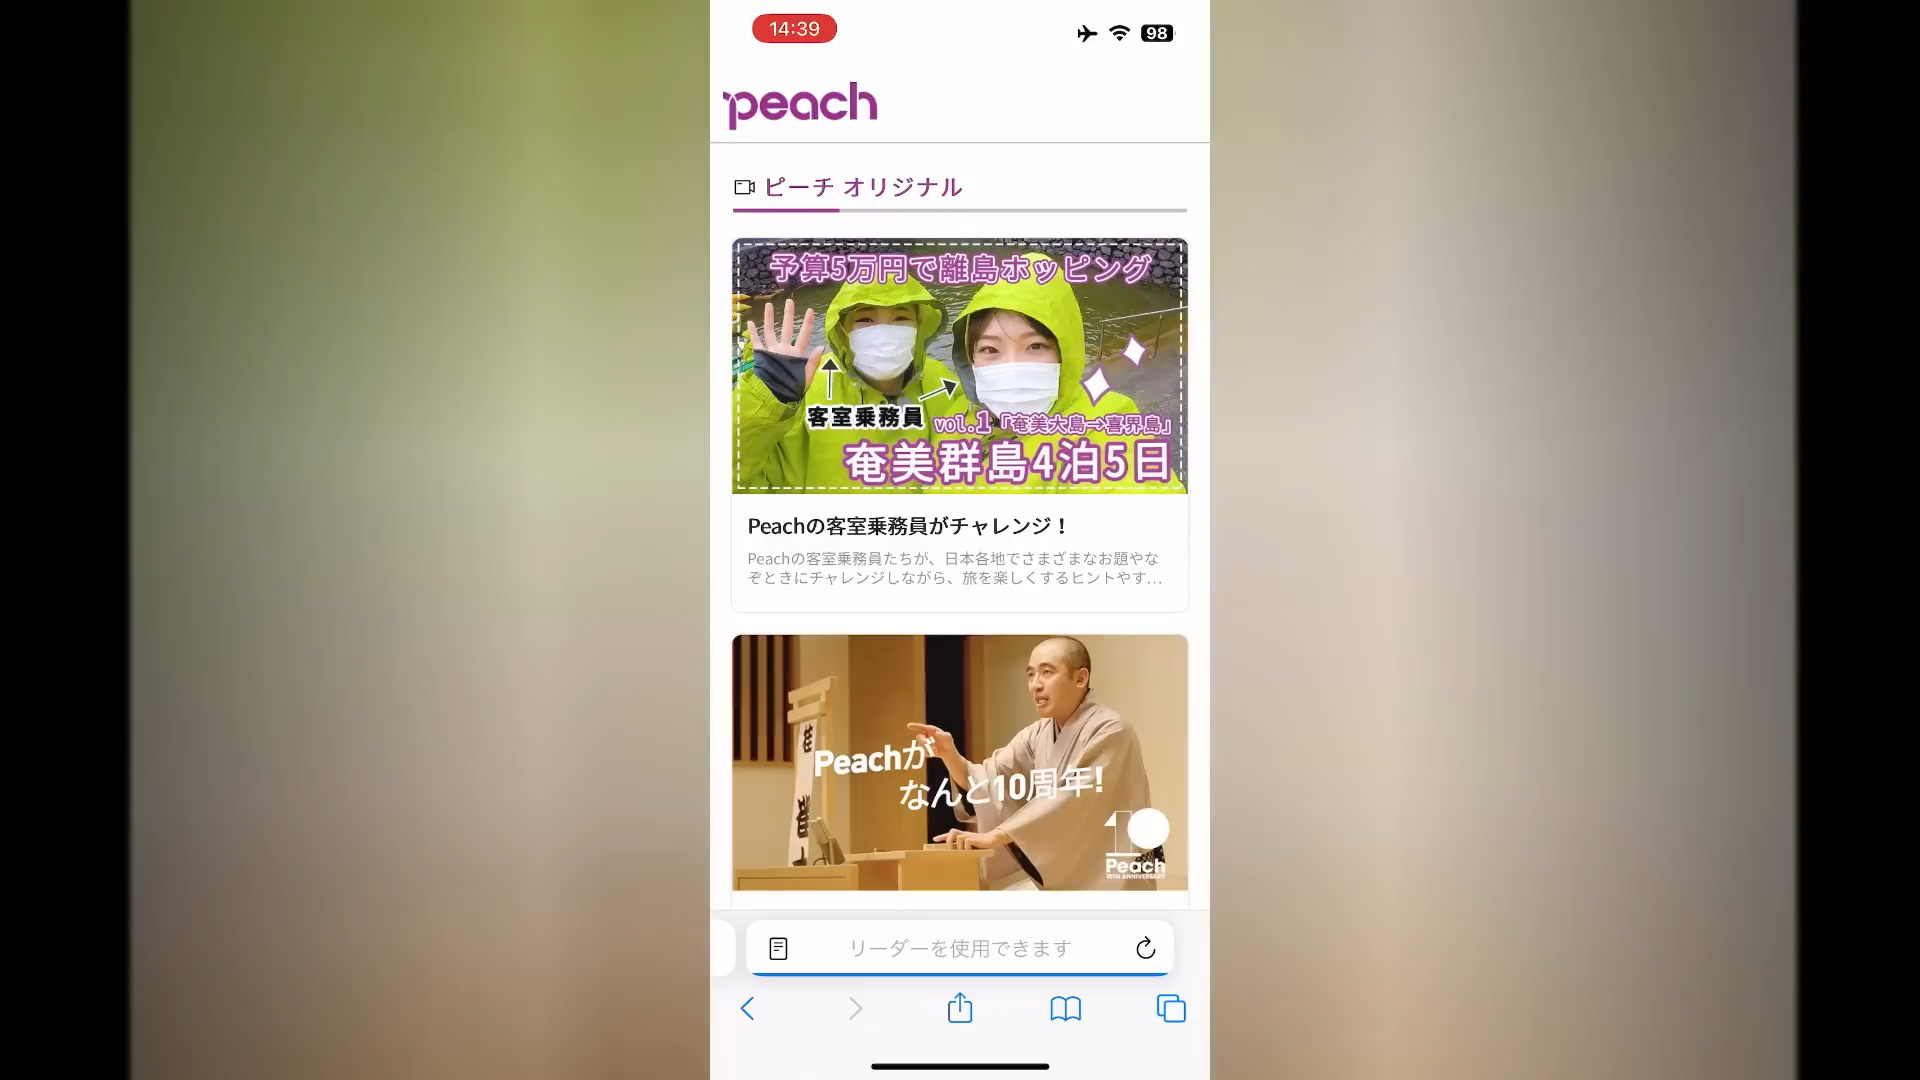 14:39
98
peach
ピーチ オリジナル
予算5万円で離島ホッピング
客室乗務員
vol.1「奄美大島→喜界島」
奄美群島4泊5日
Peachの客室乗務員がチャレンジ！
Peachの客室乗務員たちが、日本各地でさまざまなお題やな
ぞときにチャレンジしながら、旅を楽しくするヒントやす…
Peachが
なんと10周年!
10
Peach
10TH ANNIVERSARY
リーダーを使用できます